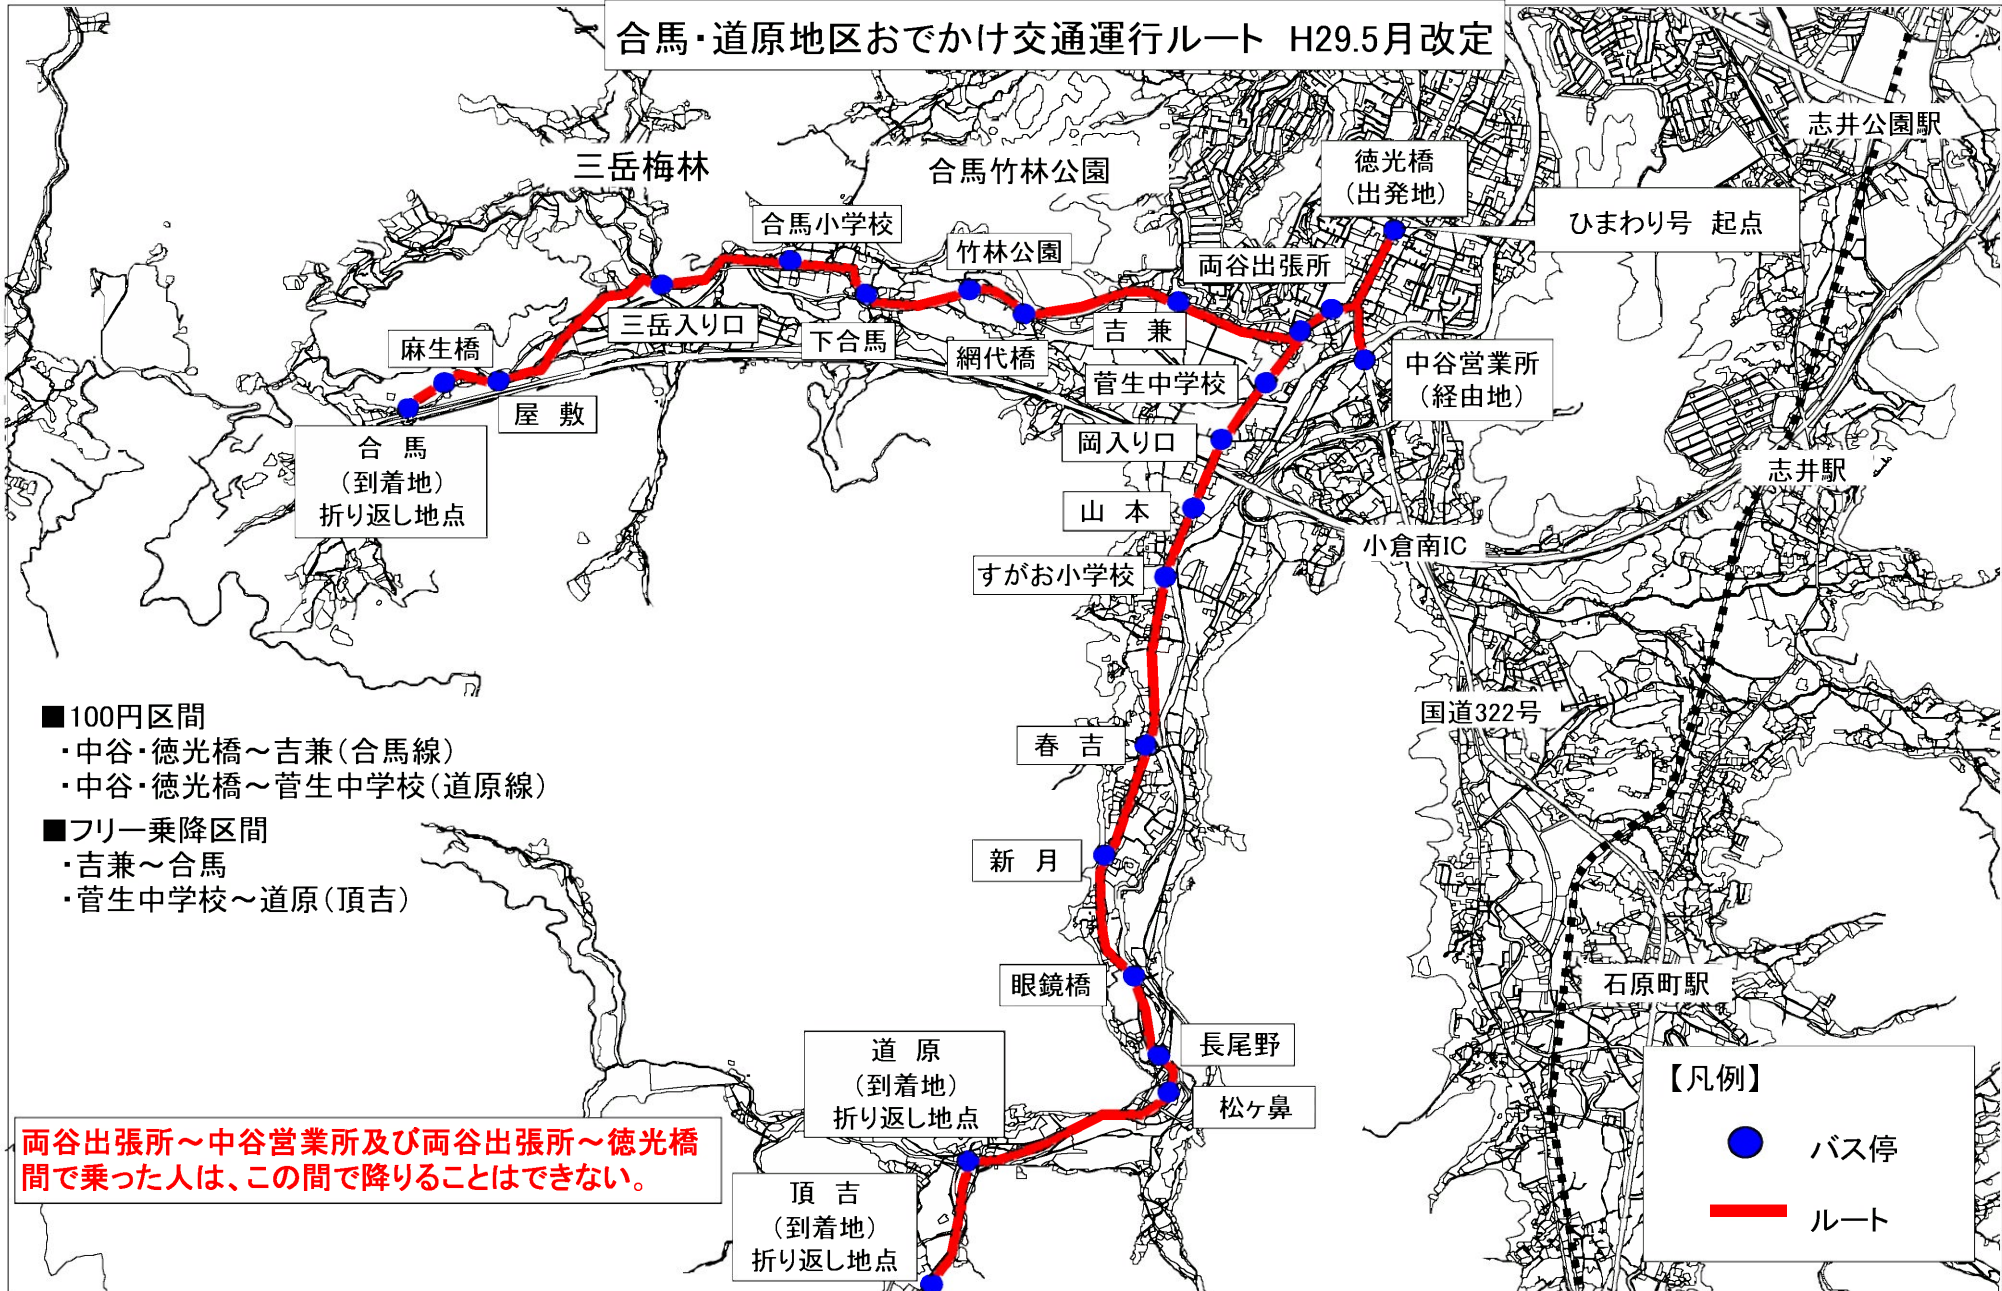 合馬・道原地区おでかけ交通運行ルート H29.5月改定
志井公園駅
三岳梅林
合馬竹林公園
徳光橋
(出発地)
ひまわり号 起点
合馬小学校
竹林公園
両谷出張所
三岳入り口
下合馬
吉 兼
網代橋
麻生橋
屋 敷
菅生中学校
中谷営業所
(経由地)
合 馬
(到着地)
折り返し地点
岡入り口
志井駅
山 本
小倉南IC
すがお小学校
国道322号
■100円区間
・中谷・徳光橋～吉兼(合馬線)
・中谷・徳光橋～菅生中学校(道原線)
■フリー乗降区間
・吉兼～合馬
・菅生中学校～道原(頂吉)
春 吉
新 月
眼鏡橋
石原町駅
長尾野
松ヶ鼻
道 原
(到着地)
折り返し地点
両谷出張所～中谷営業所及び両谷出張所～徳光橋
間で乗った人は、この間で降りることはできない。
頂 吉
(到着地)
折り返し地点
【凡例】
バス停
ルート